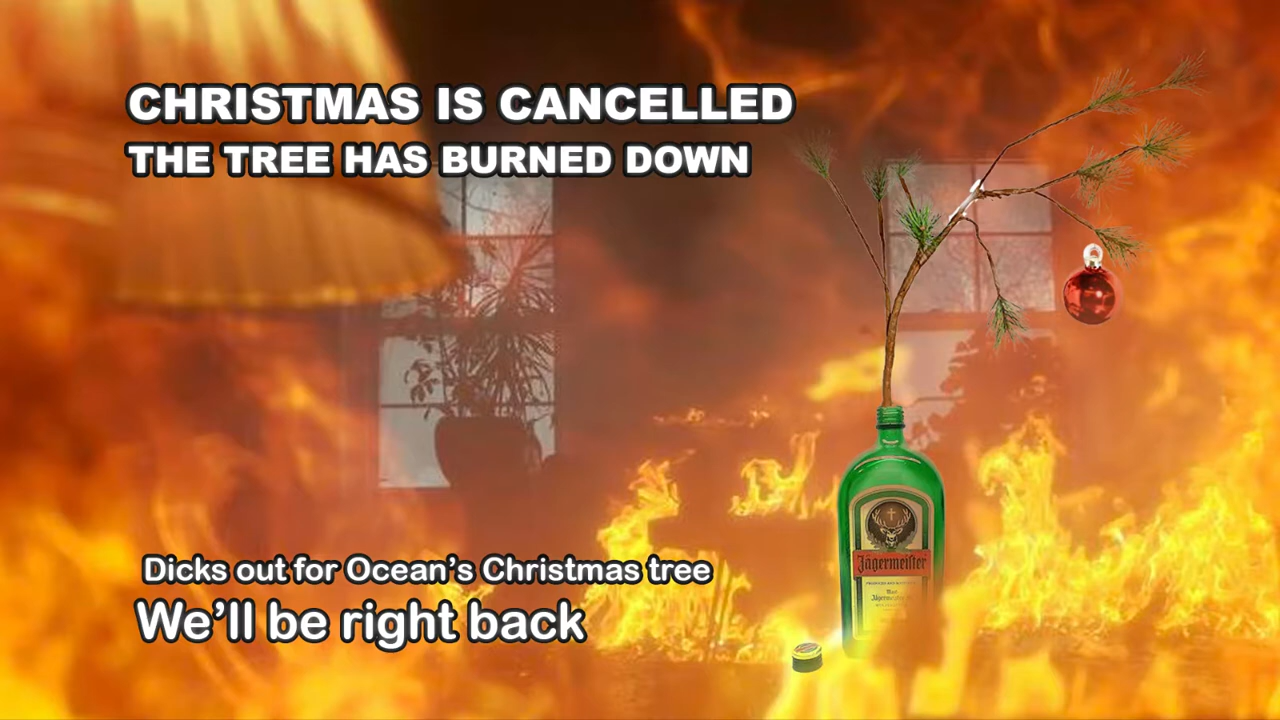 CHRISTMAS IS CANCELLED
THE TREE HAS BURNED DOWN
Jägermeister
Dicks out for Ocean's Christmas tree
We'll be right back